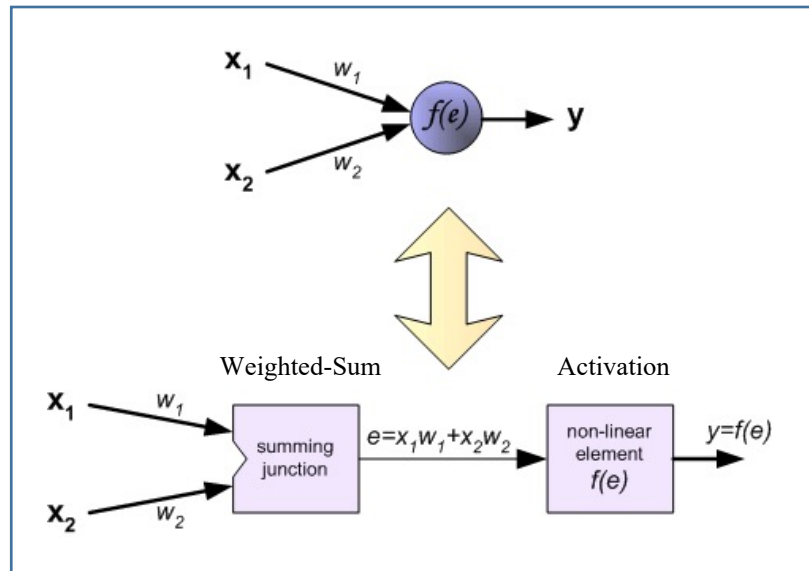 x₁
w₁
f(e)
y
x₂
w₂
Weighted-Sum
Activation
x₁
w₁
summing
junction
e=x₁w₁+x₂w₂
non-linear
element
f(e)
y=f(e)
x₂
w₂